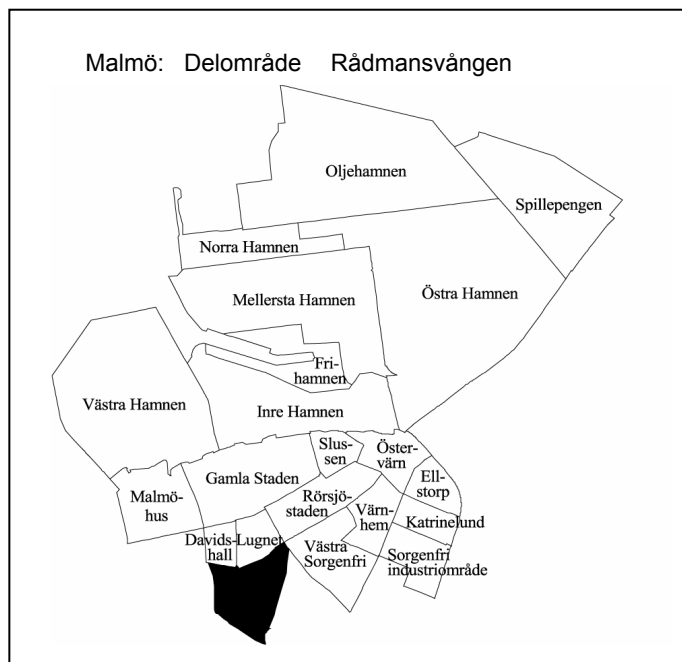 Malmö: Delområde Rådmansvången
Oljehamnen
Spillepengen
Norra Hamnen
Mellersta Hamnen
Östra Hamnen
Fri-
hamnen
Västra Hamnen
Inre Hamnen
Slus-
sen
Öster-
värn
Gamla Staden
Ell-
storp
Malmö-
hus
Rörsjö-
staden
Värn-
hem
Katrinelund
Davids-
hall
Lugnet
Västra
Sorgenfri
Sorgenfri
industriområde